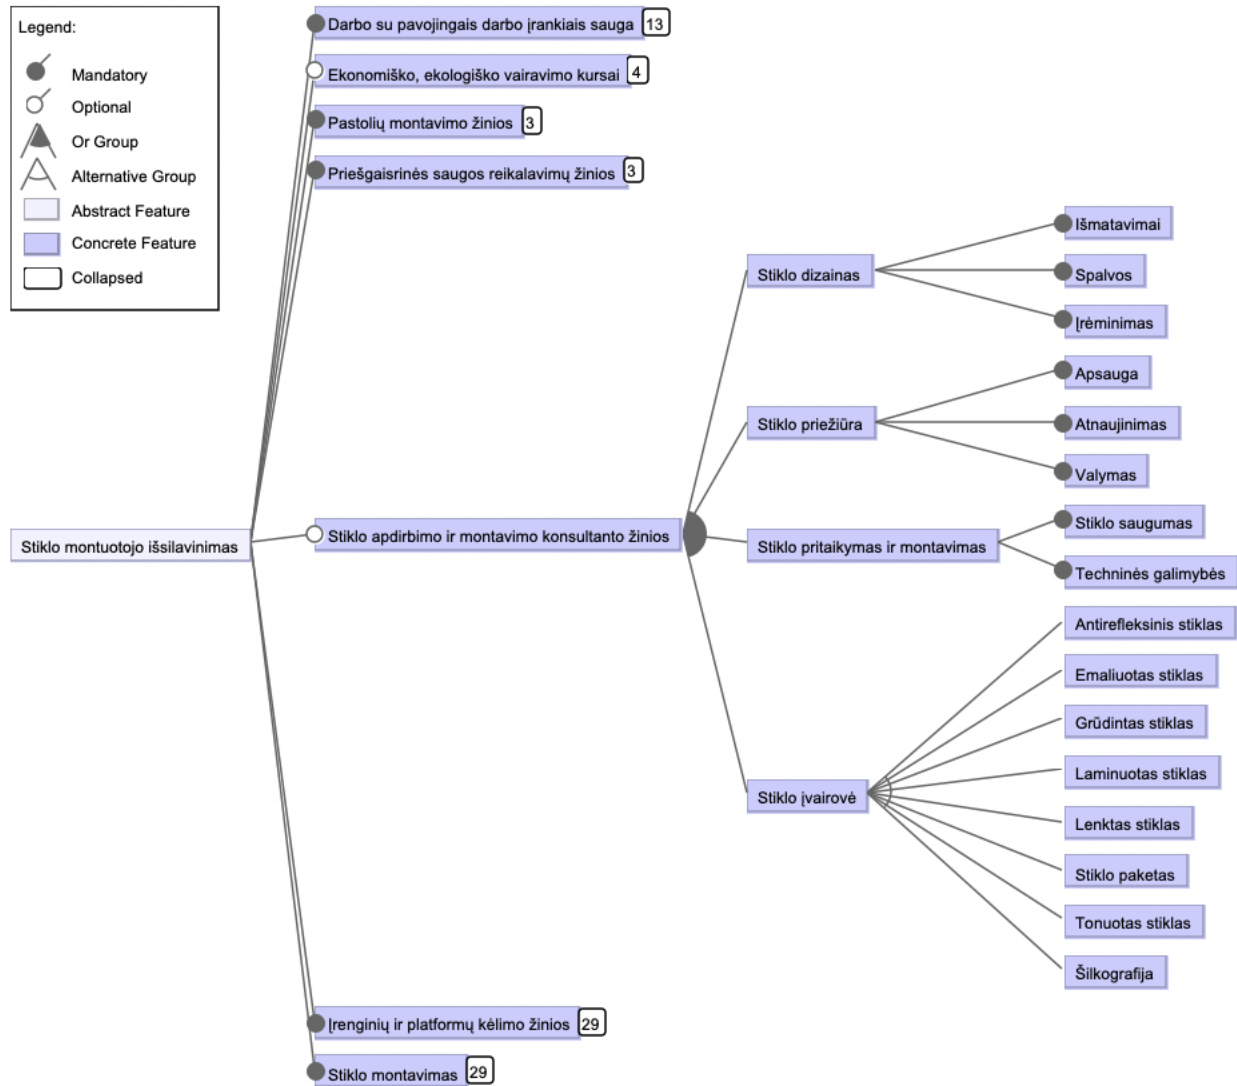 Legend:
Mandatory
Optional
Or Group
Alternative Group
Abstract Feature
Concrete Feature
Collapsed
Darbo su pavojingais darbo įrankiais sauga 13
Ekonomiško, ekologiško vairavimo kursai 4
Pastolių montavimo žinios 3
Priešgaisrinės saugos reikalavimų žinios 3
Stiklo montuotojo išsilavinimas
Stiklo apdirbimo ir montavimo konsultanto žinios
Stiklo dizainas
Išmatavimai
Spalvos
Įrėminimas
Stiklo priežiūra
Apsauga
Atnaujinimas
Valymas
Stiklo pritaikymas ir montavimas
Stiklo saugumas
Techninės galimybės
Stiklo įvairovė
Antirefleksinis stiklas
Emaliuotas stiklas
Grūdintas stiklas
Laminuotas stiklas
Lenktas stiklas
Stiklo paketas
Tonuotas stiklas
Šilkografija
Įrenginių ir platformų kėlimo žinios 29
Stiklo montavimas 29